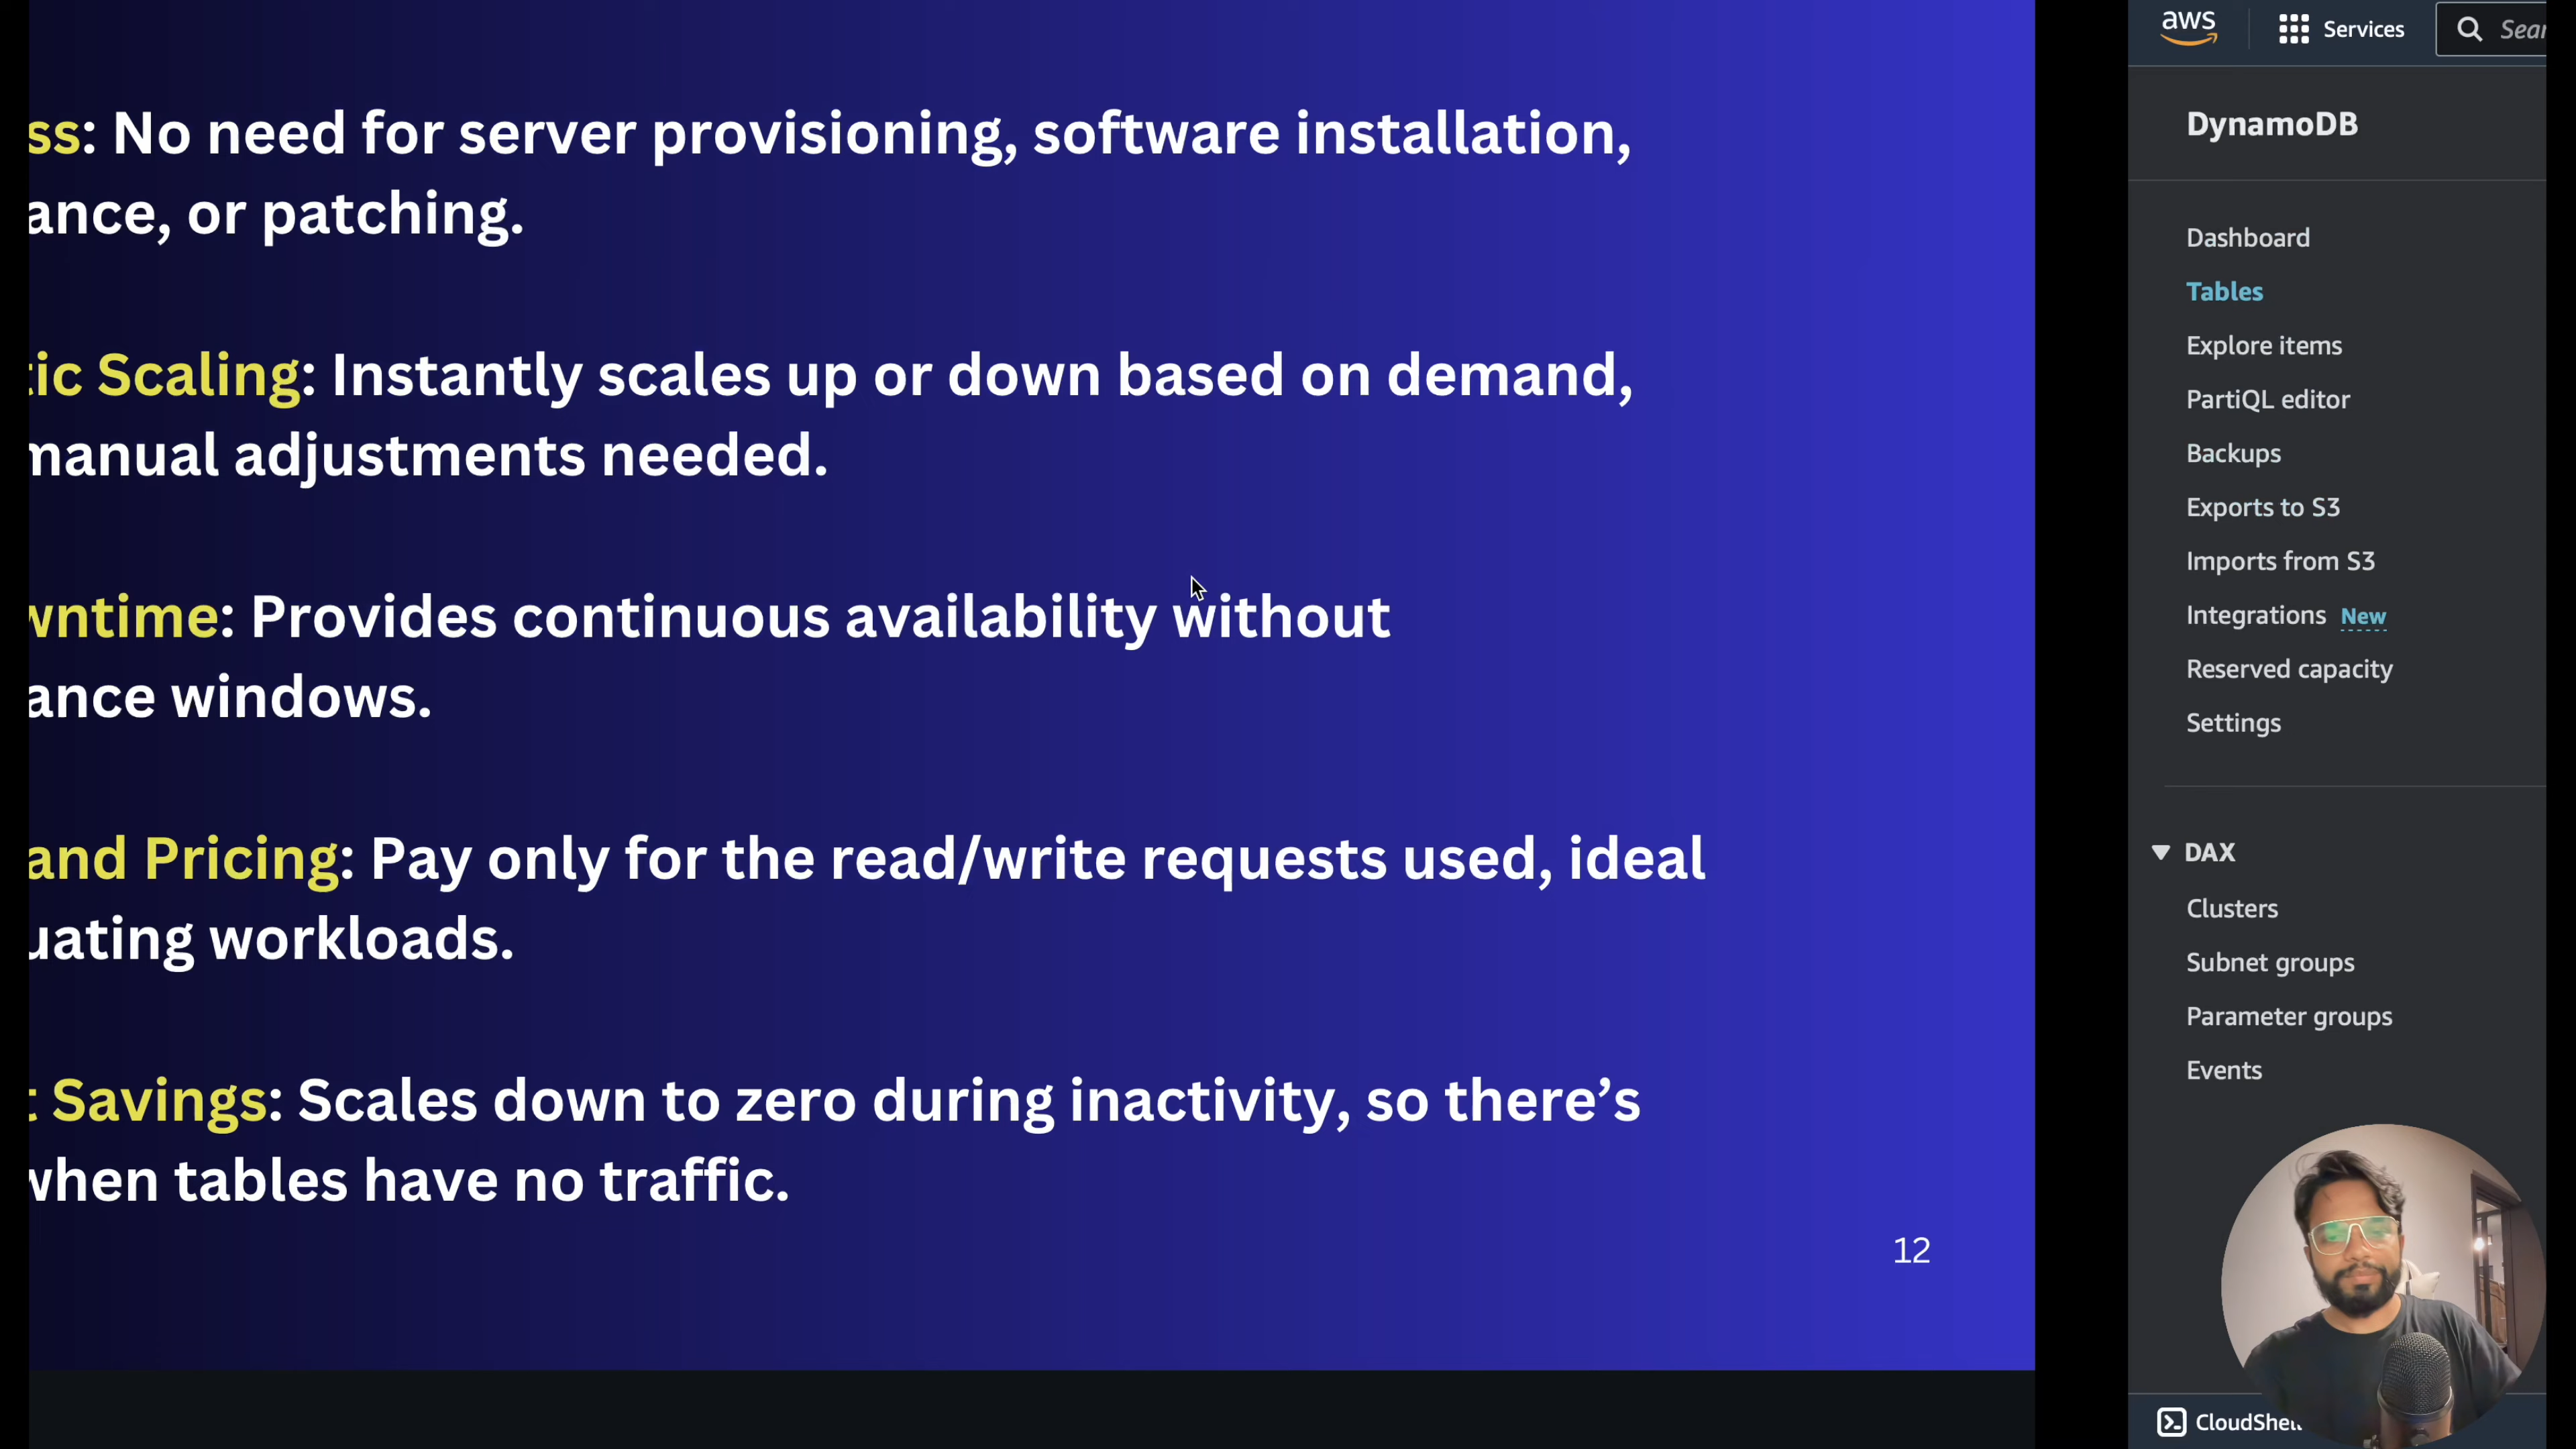 ss: No need for server provisioning, software installation,
ance, or patching.
tic Scaling: Instantly scales up or down based on demand,
manual adjustments needed.
wntime: Provides continuous availability without
ance windows.
and Pricing: Pay only for the read/write requests used, ideal
uating workloads.
t Savings: Scales down to zero during inactivity, so there’s
when tables have no traffic.
12
aws
Services
Sear
DynamoDB
Dashboard
Tables
Explore items
PartiQL editor
Backups
Exports to S3
Imports from S3
Integrations New
Reserved capacity
Settings
DAX
Clusters
Subnet groups
Parameter groups
Events
CloudShell